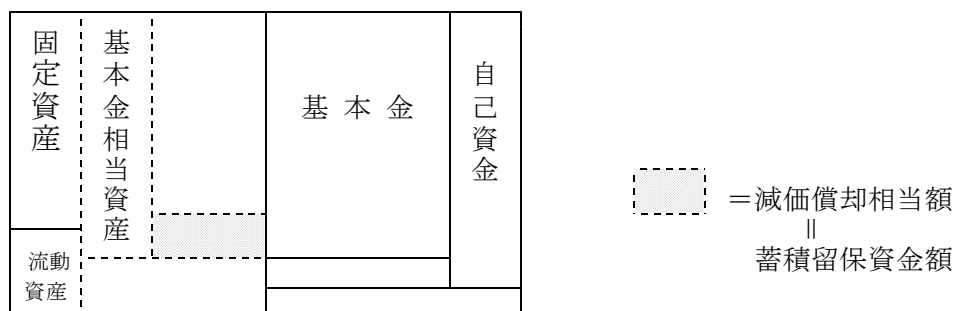 固定資産
基本金相当資産
基本金
自己資金
流動
資産
＝減価償却相当額
॥
蓄積留保資金額